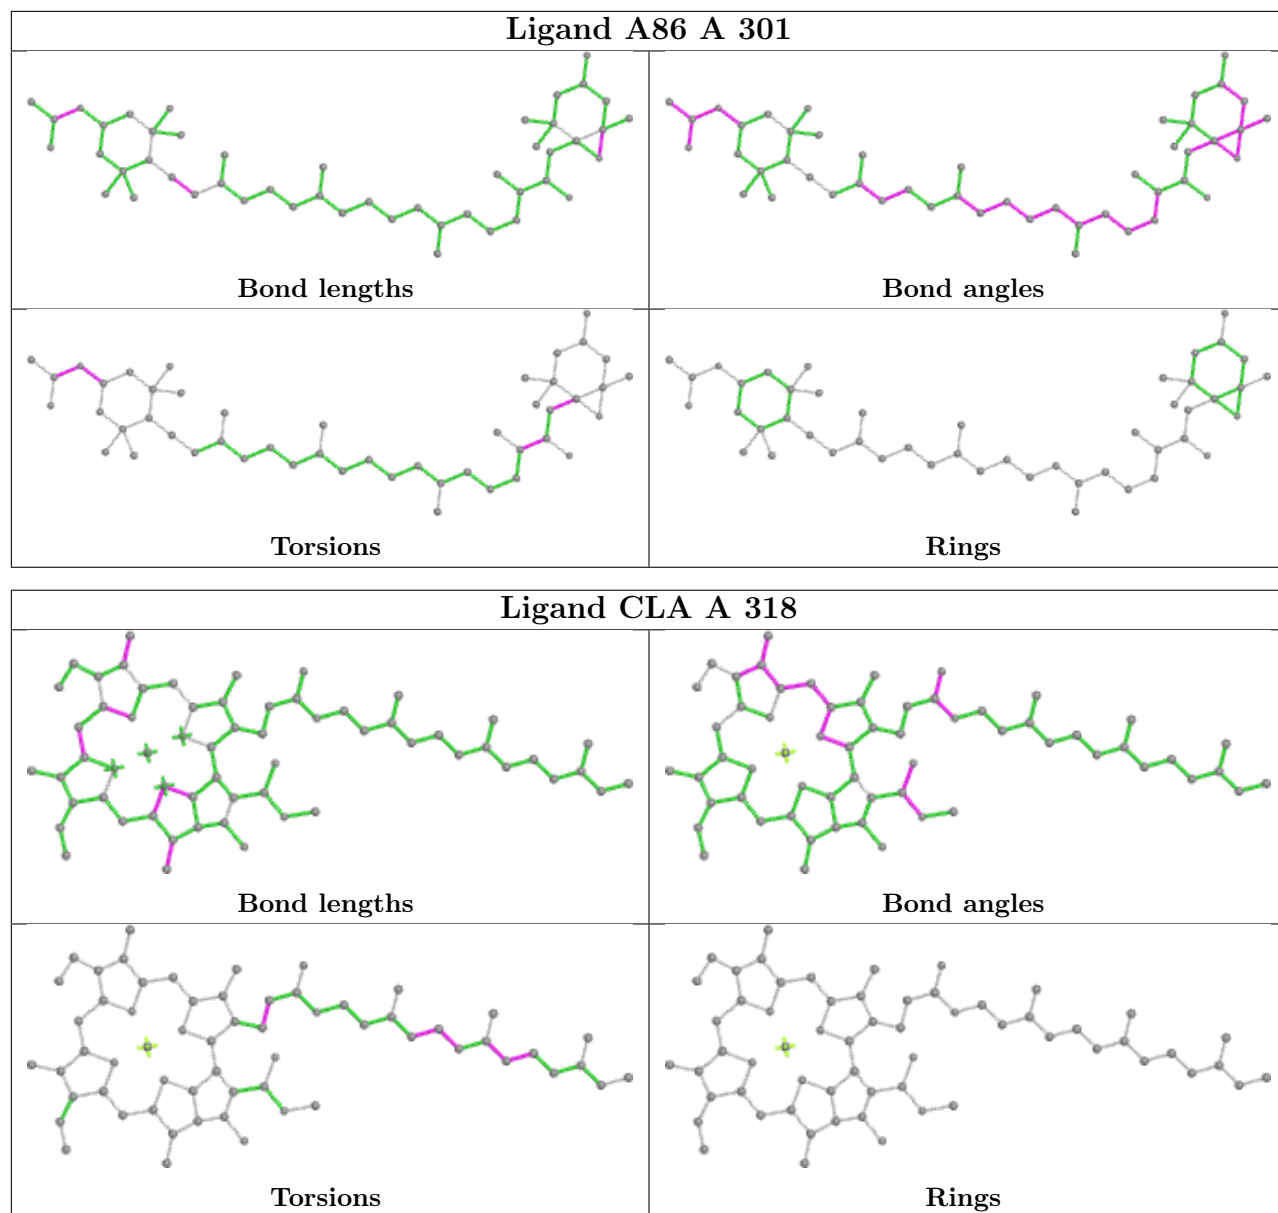 Ligand A86 A 301
Bond lengths
Bond angles
Torsions
Rings
Ligand CLA A 318
Bond lengths
Bond angles
Torsions
Rings